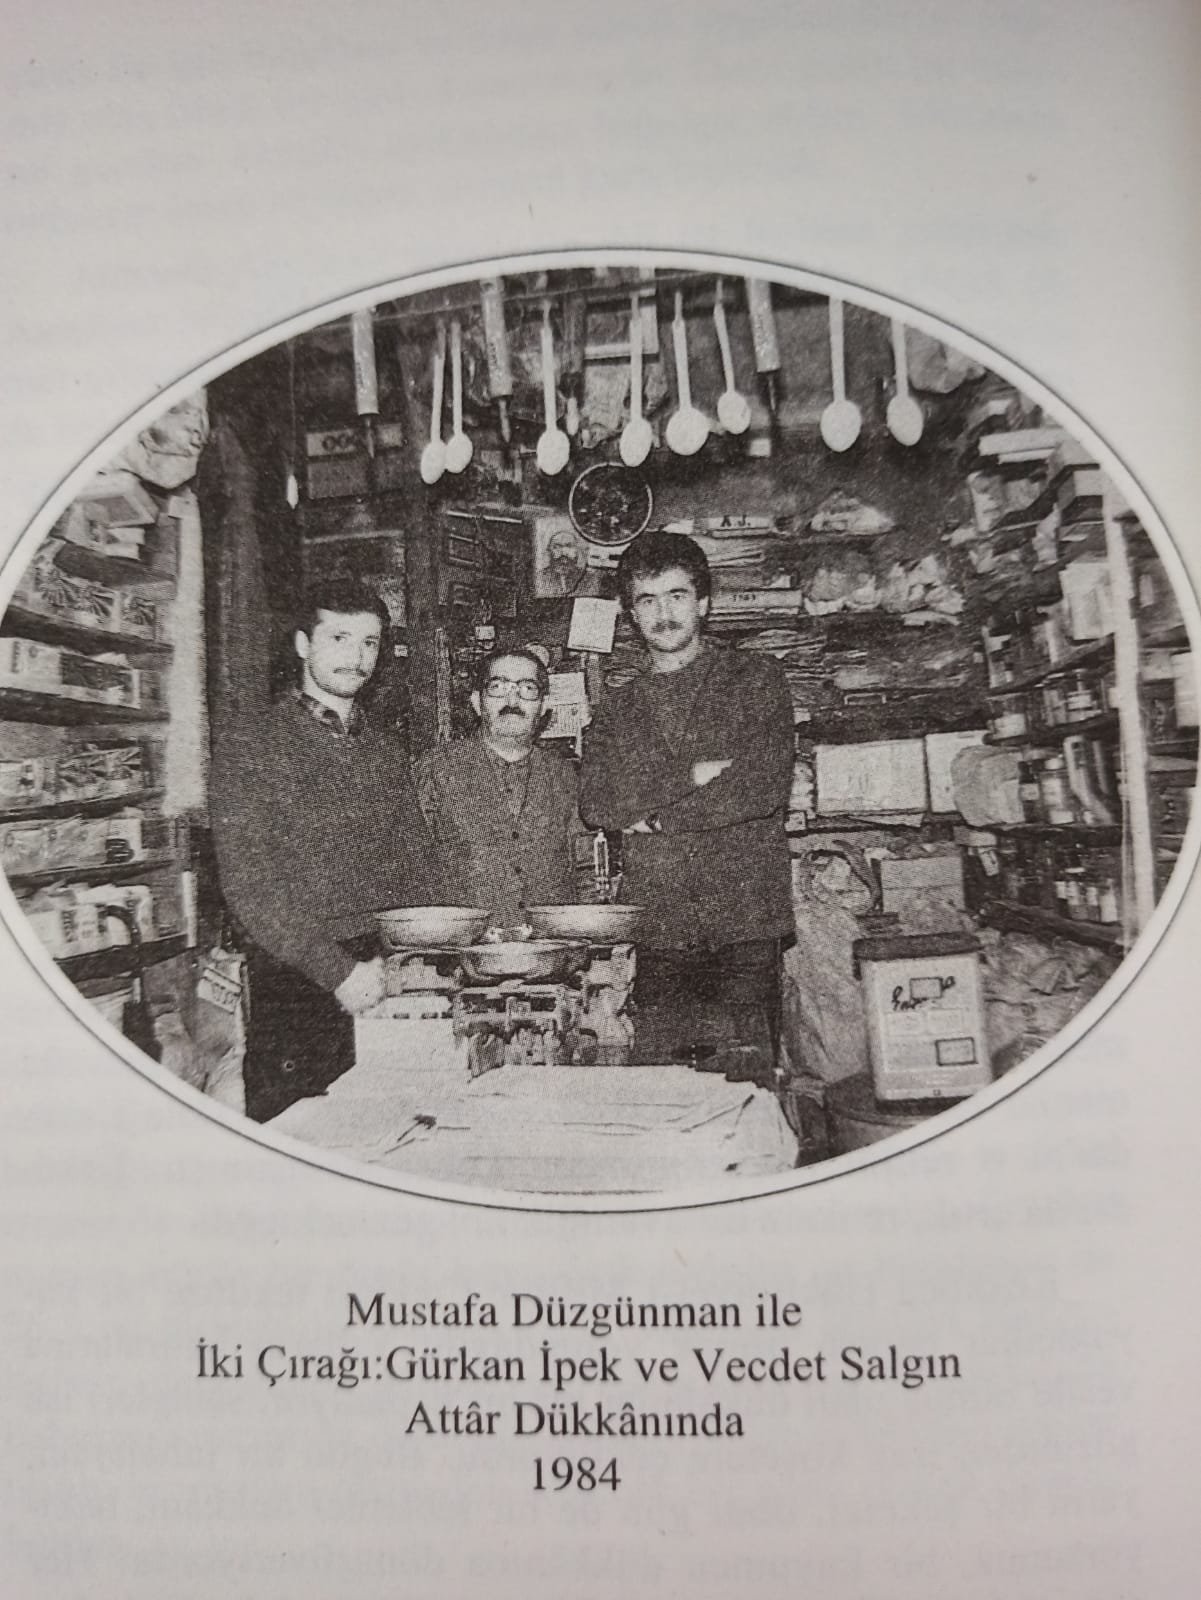 Mustafa Düzgünman ile
İki Çırağı:Gürkan İpek ve Vecdet Salgın
Attâr Dükkânında
1984